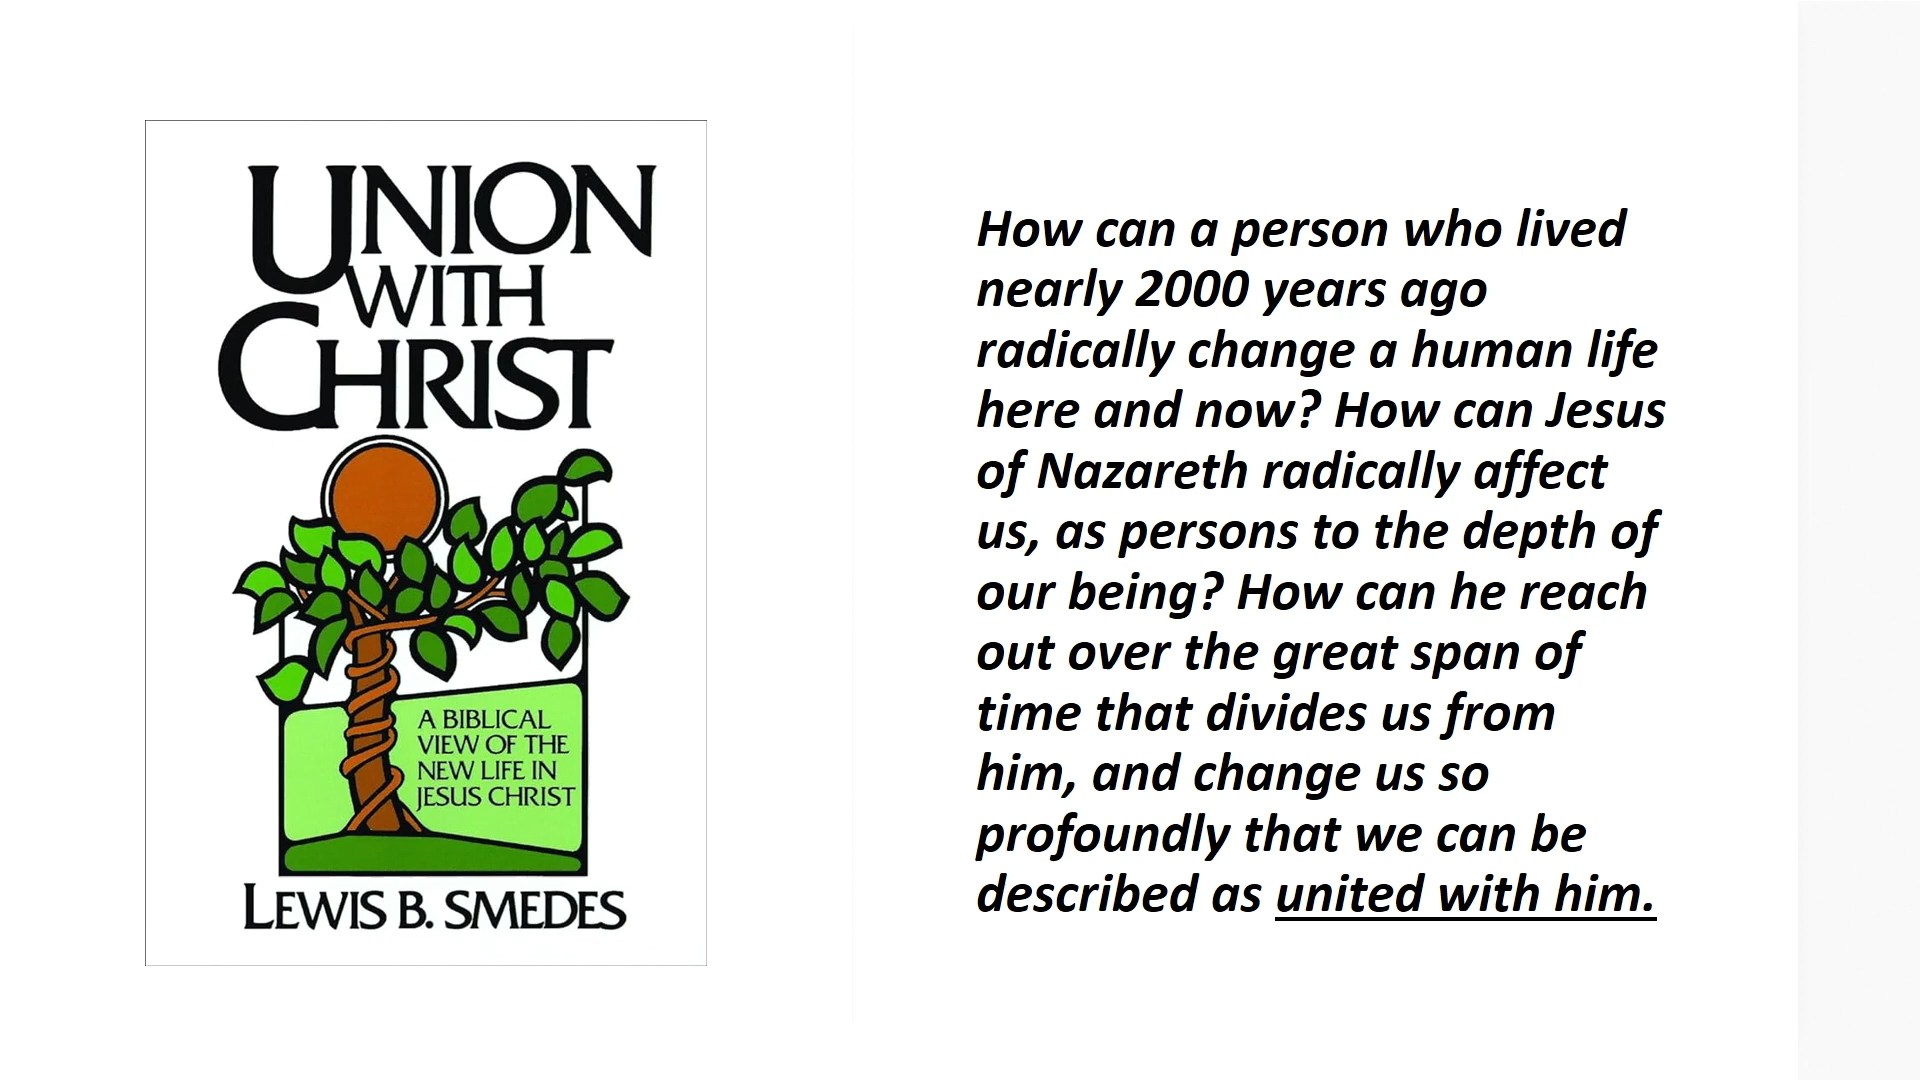 UNION
WITH
CHRIST
A BIBLICAL
VIEW OF THE
NEW LIFE IN
JESUS CHRIST
LEWIS B. SMEDES
How can a person who lived
nearly 2000 years ago
radically change a human life
here and now? How can Jesus
of Nazareth radically affect
us, as persons to the depth of
our being? How can he reach
out over the great span of
time that divides us from
him, and change us so
profoundly that we can be
described as united with him.